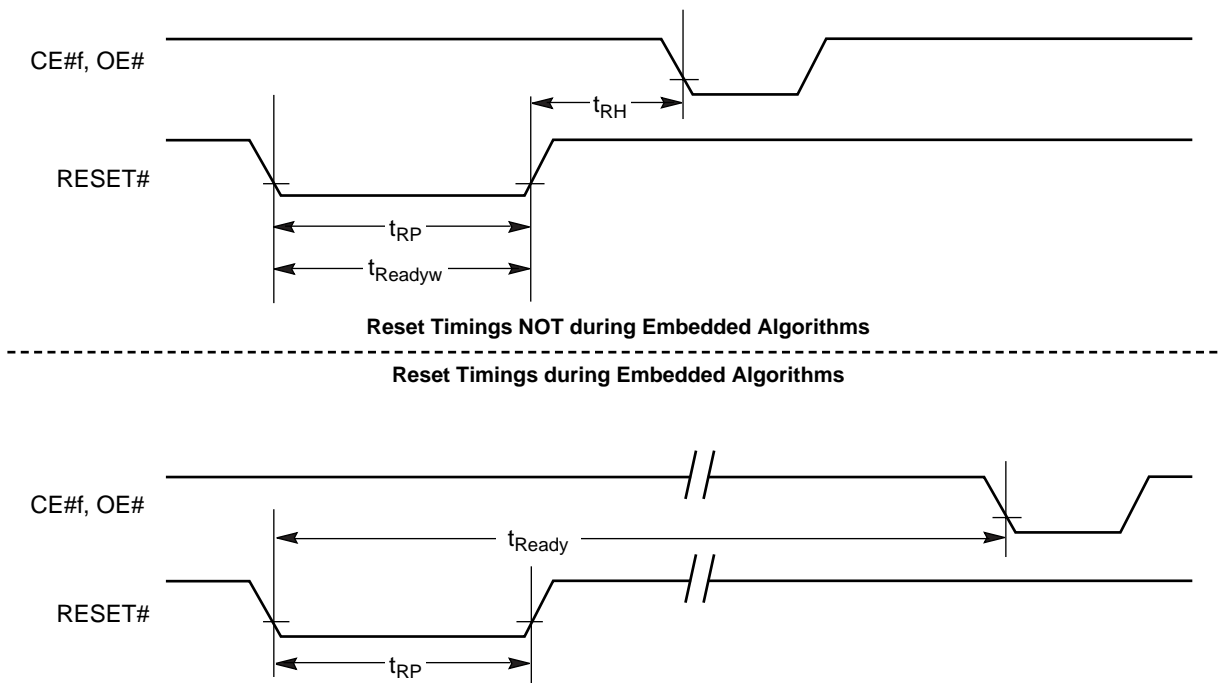 CE#f, OE#
tRH
RESET#
tRP
tReadyw
Reset Timings NOT during Embedded Algorithms
Reset Timings during Embedded Algorithms
CE#f, OE#
tReady
RESET#
tRP